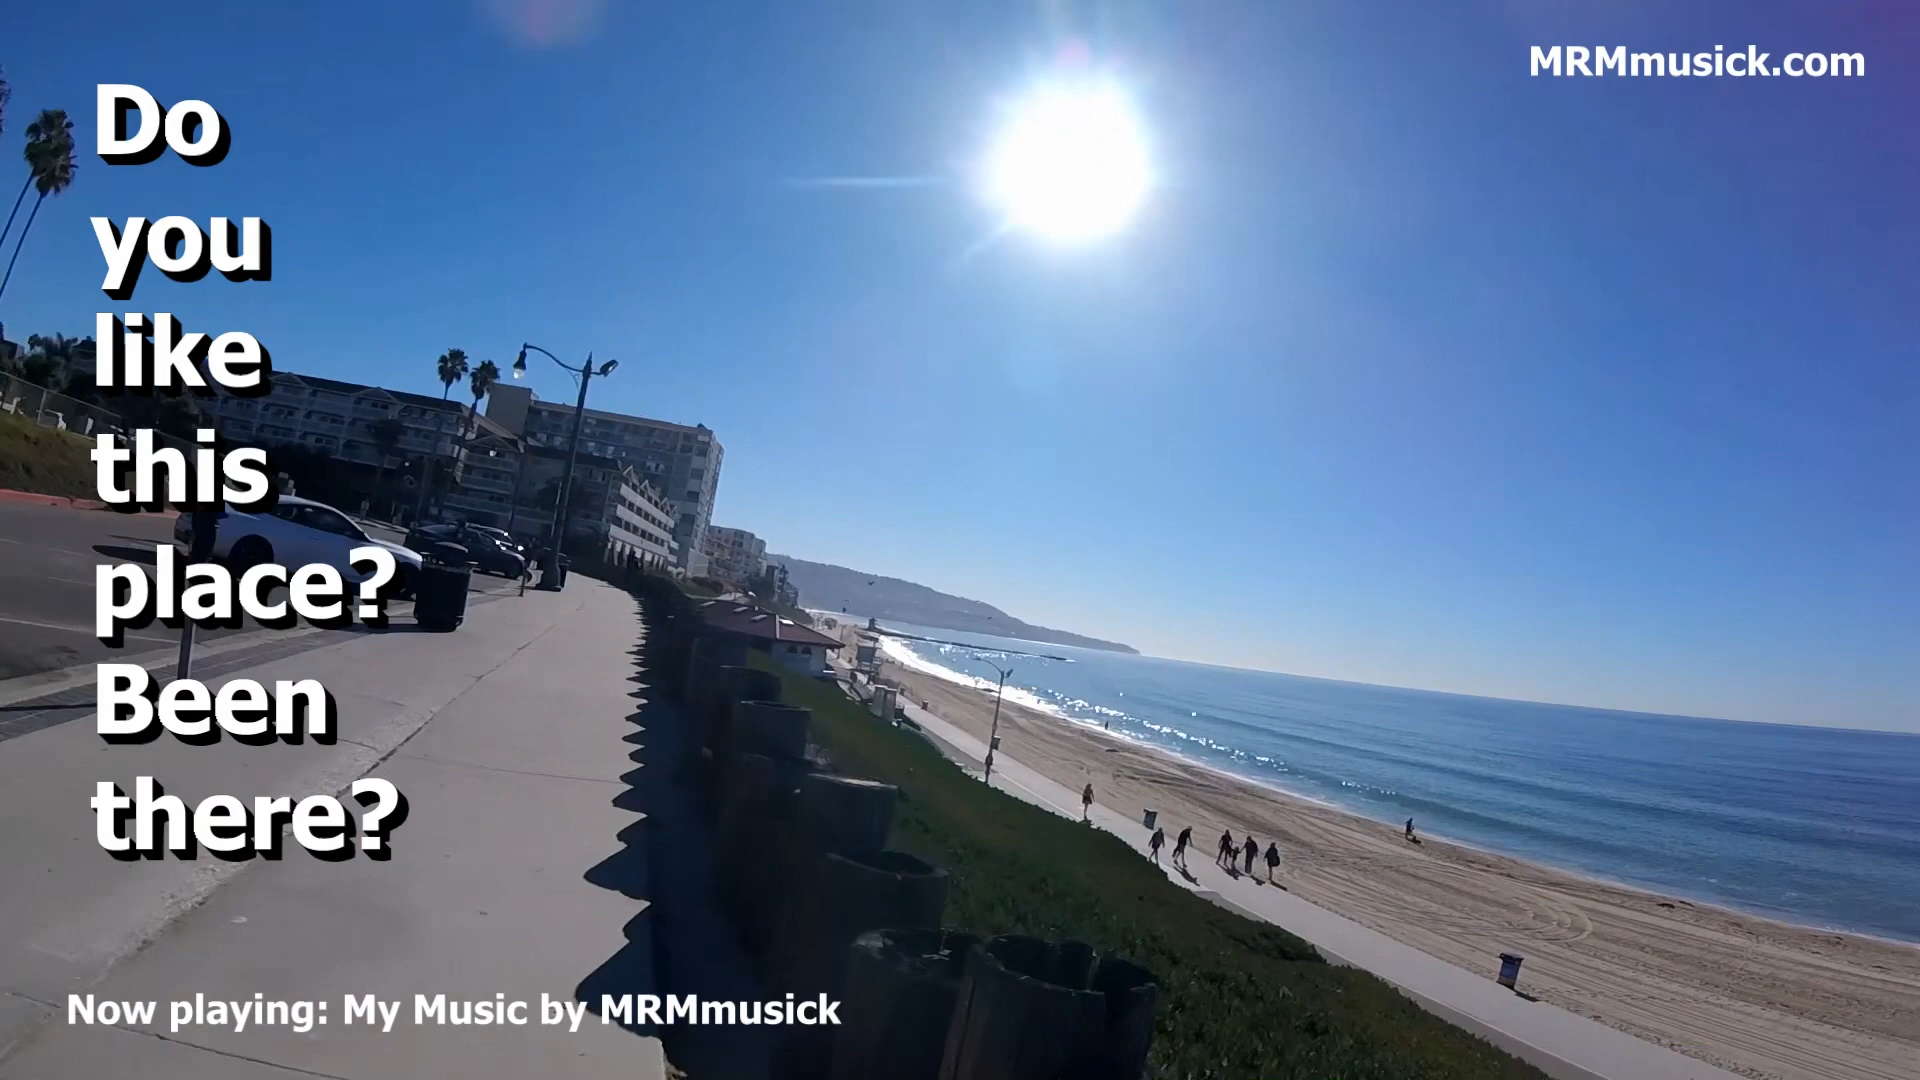 MRMmusick.com
Do
you
like
this
place?
Been
there?
Now playing: My Music by MRMmusick